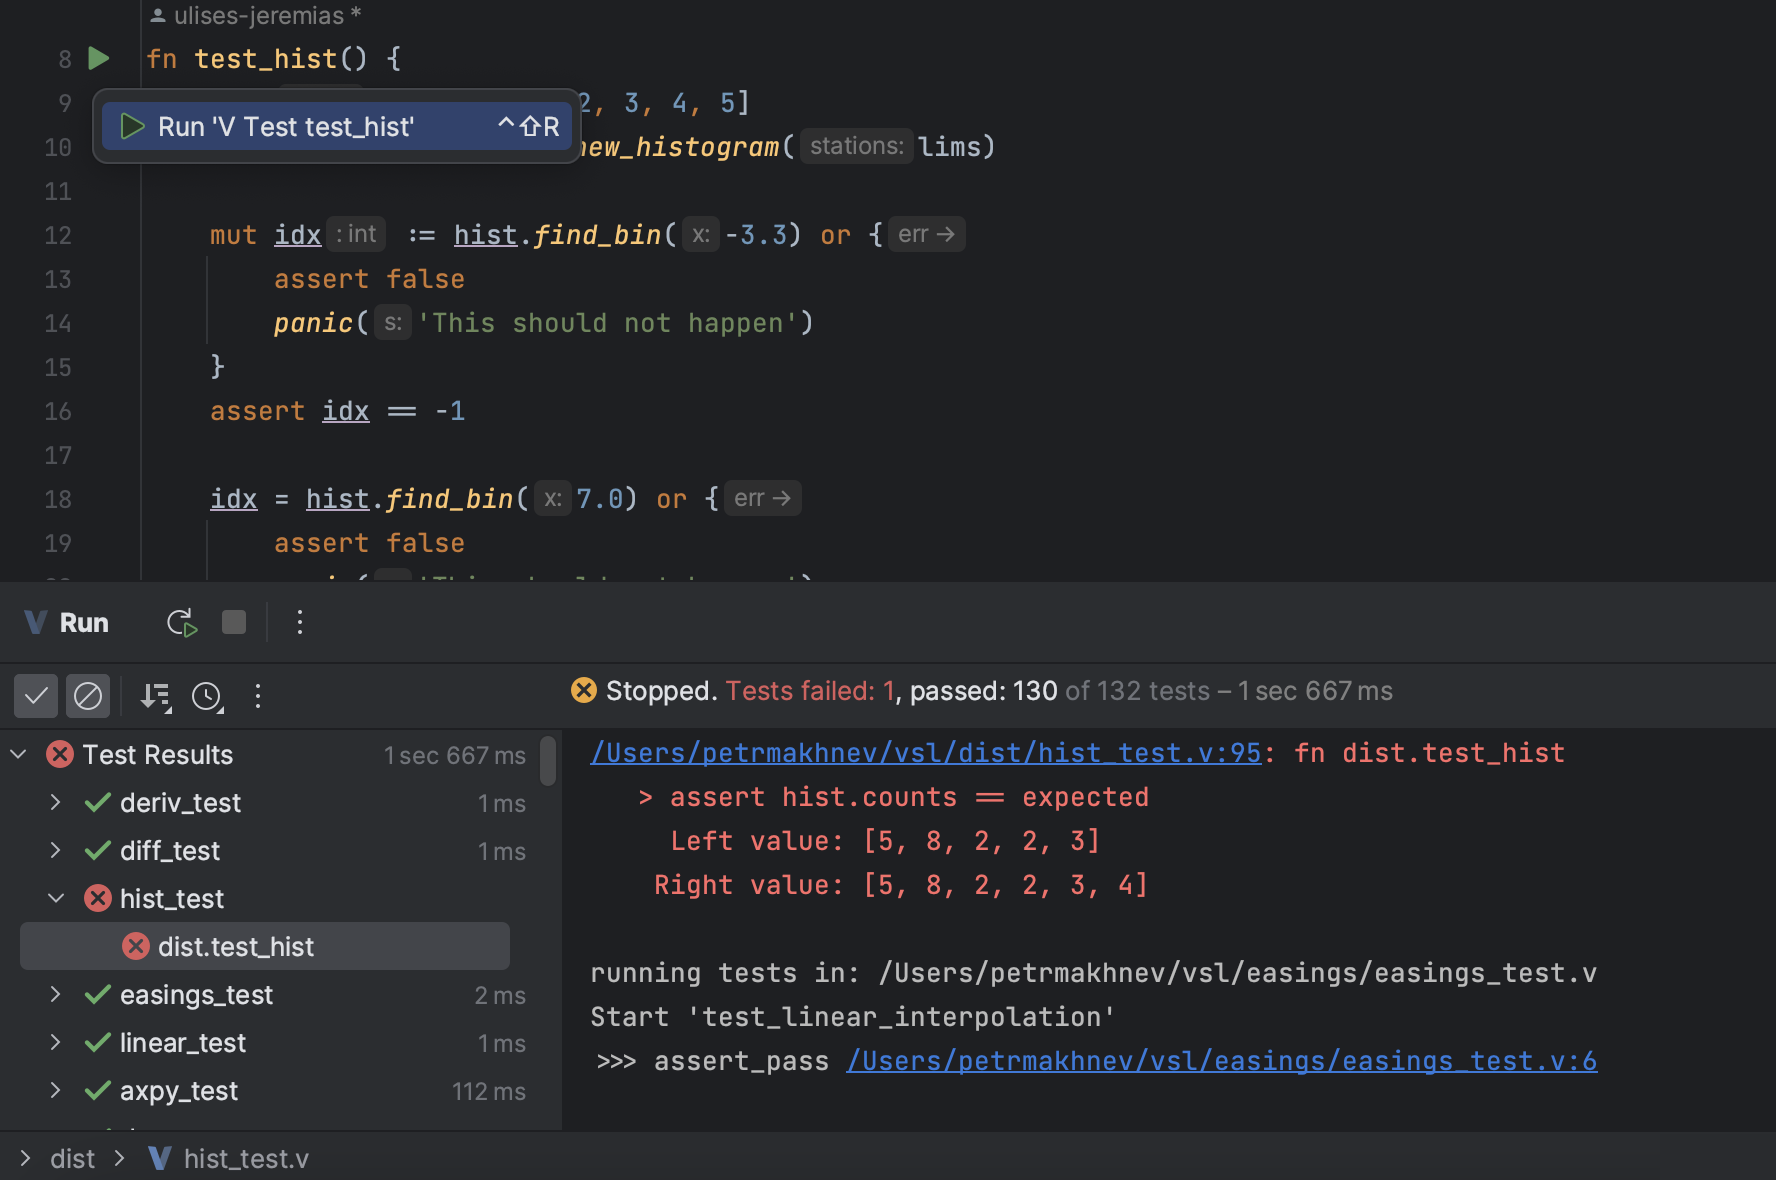 ulises-jeremias *
8 fn test_hist() {
9 2, 3, 4, 5]
Run 'V Test test_hist' ^⇧R
10 new_histogram( stations: lims)
11
12 mut idx : int := hist.find_bin( x: -3.3) or { err →
13 assert false
14 panic( s: 'This should not happen')
15 }
16 assert idx == -1
17
18 idx = hist.find_bin( x: 7.0) or { err →
19 assert false
Run
Stopped. Tests failed: 1, passed: 130 of 132 tests – 1 sec 667 ms
Test Results 1 sec 667 ms
deriv_test 1 ms
diff_test 1 ms
hist_test
dist.test_hist
easings_test 2 ms
linear_test 1 ms
axpy_test 112 ms
/Users/petrmakhnev/vsl/dist/hist_test.v:95: fn dist.test_hist
> assert hist.counts == expected
Left value: [5, 8, 2, 2, 3]
Right value: [5, 8, 2, 2, 3, 4]
running tests in: /Users/petrmakhnev/vsl/easings/easings_test.v
Start 'test_linear_interpolation'
>>> assert_pass /Users/petrmakhnev/vsl/easings/easings_test.v:6
> dist > hist_test.v